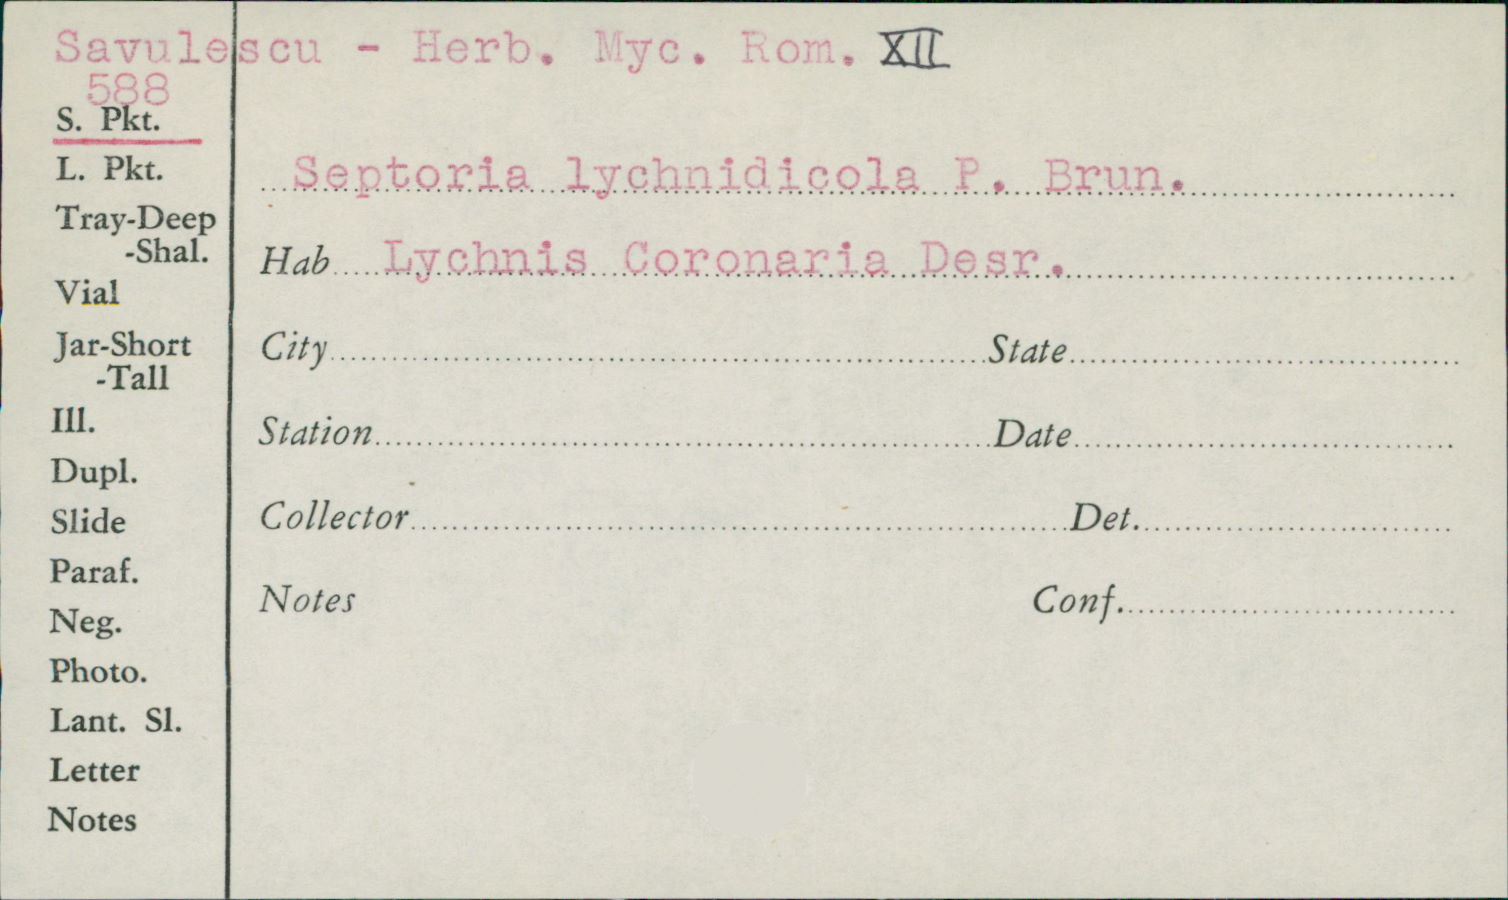 Savulescu - Herb. Myc. Rom. XII
588
S. Pkt.
L. Pkt.
Septoria lychnidicola P. Brun.
Tray-Deep
-Shal.
Hab Lychnis Coronaria Desr.
Vial
Jar-Short
-Tall
City State
Ill.
Station Date
Dupl.
Slide
Collector Det.
Paraf.
Notes Conf.
Neg.
Photo.
Lant. Sl.
Letter
Notes